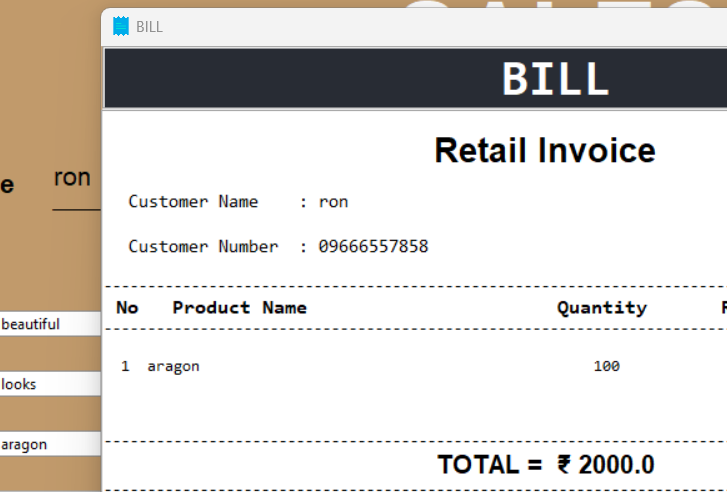 BILL
BILL
Retail Invoice
e ron
Customer Name : ron
Customer Number : 09666557858
No Product Name Quantity
beautiful
1 aragon 100
looks
aragon
TOTAL = ₹ 2000.0